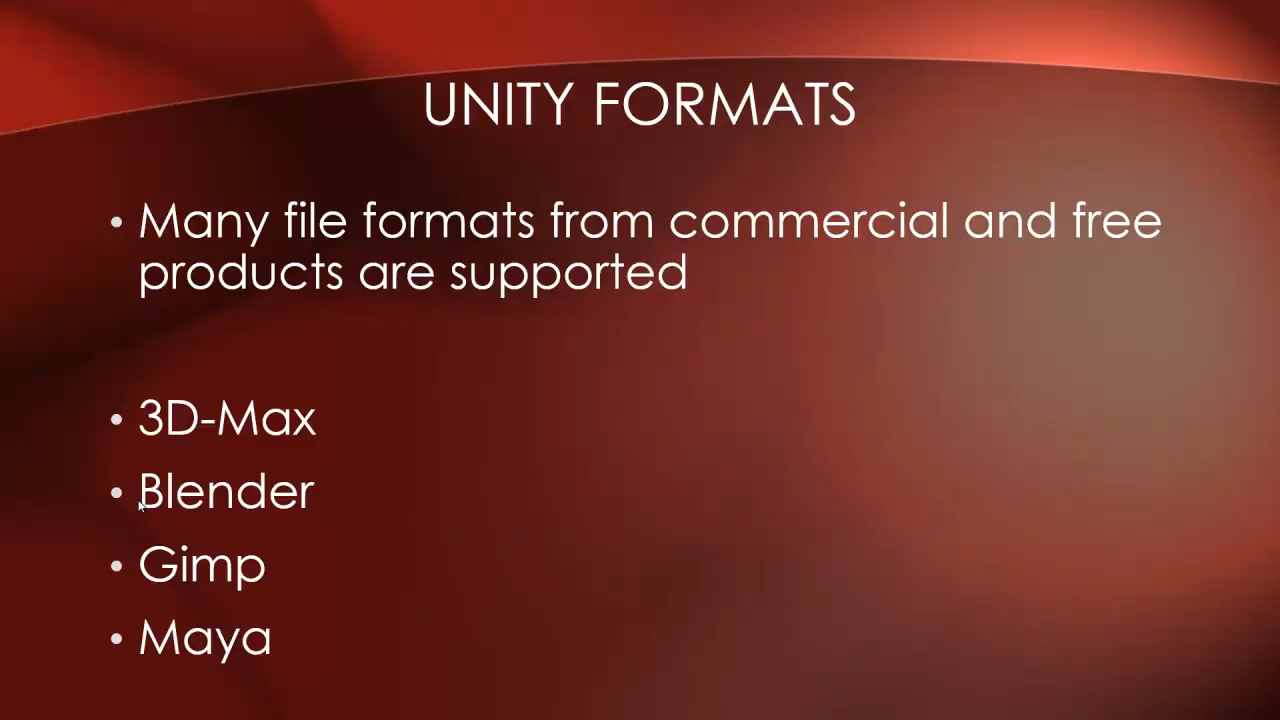 UNITY FORMATS
• Many file formats from commercial and free
products are supported
• 3D-Max
• Blender
• Gimp
• Maya